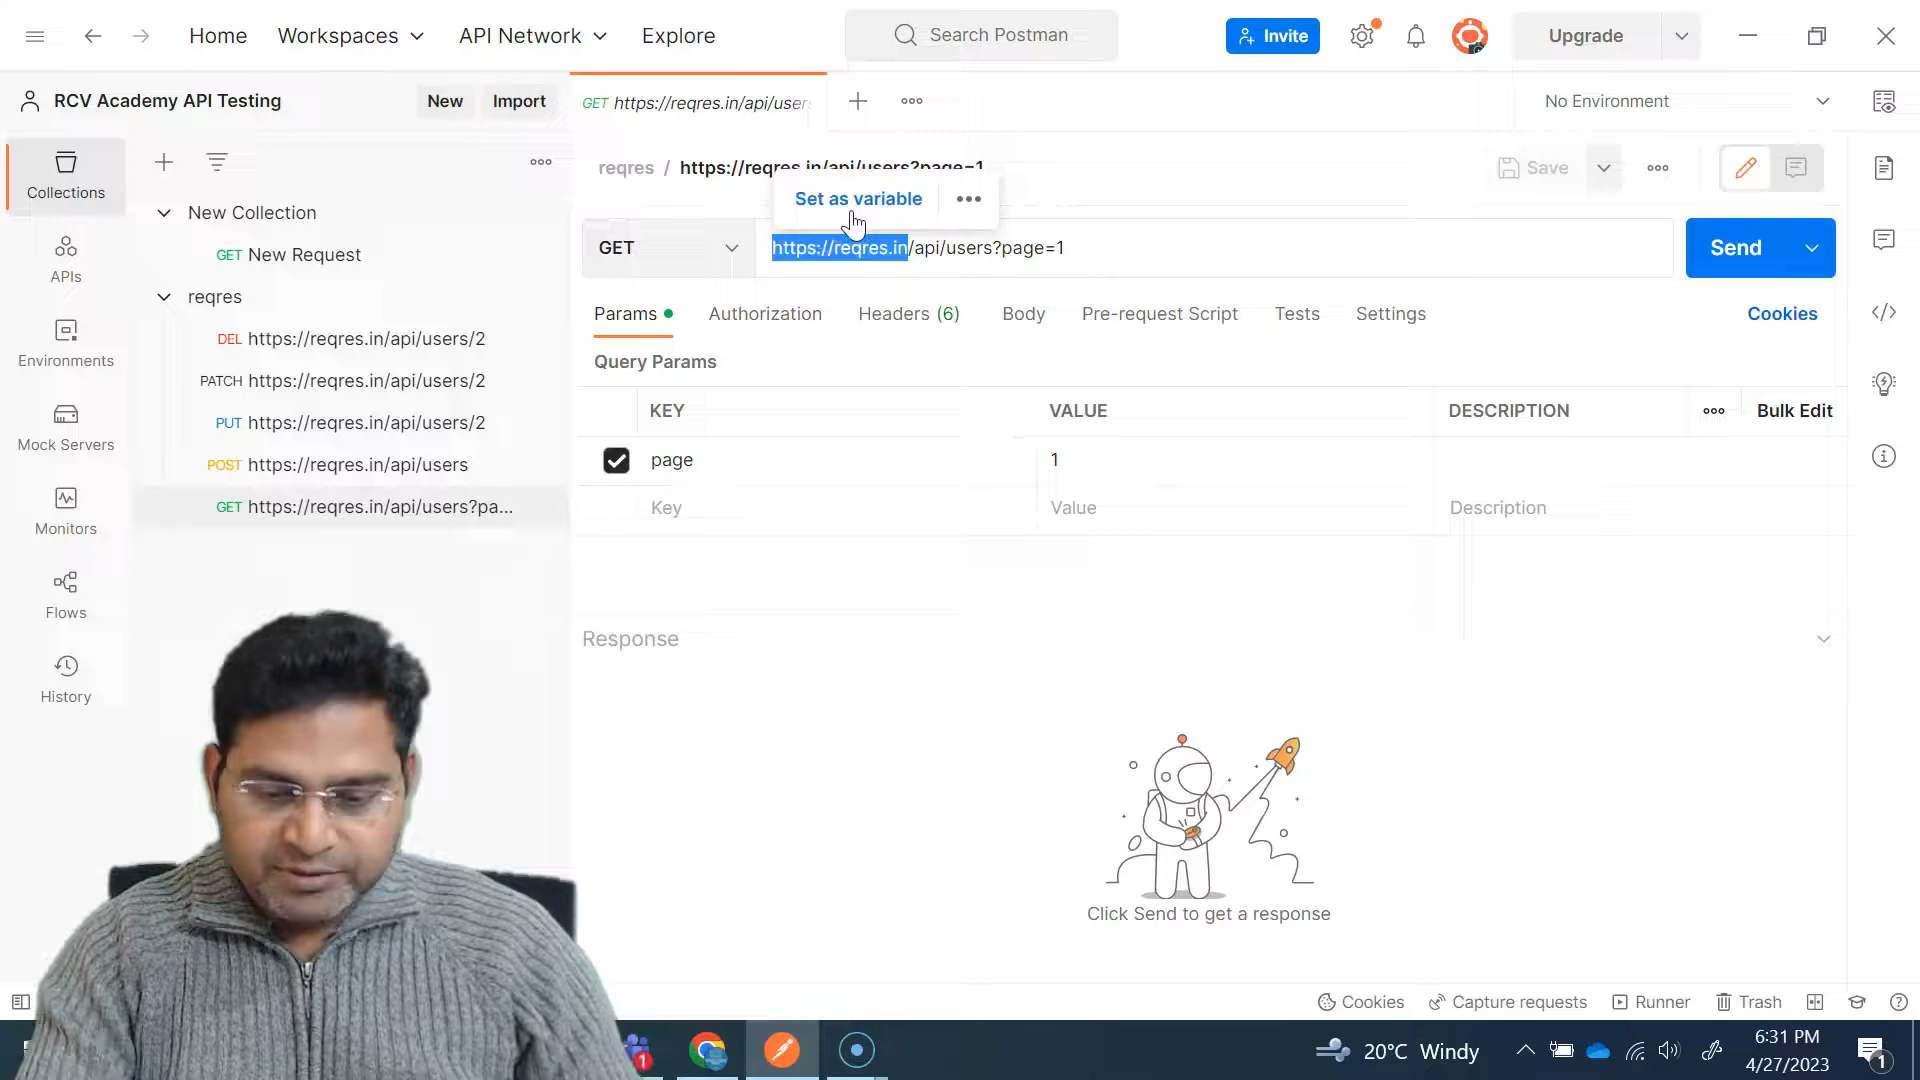 Home
Workspaces
API Network
Explore
Search Postman
Invite
Upgrade
RCV Academy API Testing
New
Import
GET https://reqres.in/api/user
No Environment
reqres / https://reqres.in/api/users?page=1
Save
Set as variable
GET
https://reqres.in/api/users?page=1
Send
Collections
New Collection
GET New Request
reqres
DEL https://reqres.in/api/users/2
PATCH https://reqres.in/api/users/2
PUT https://reqres.in/api/users/2
POST https://reqres.in/api/users
GET https://reqres.in/api/users?pa...
APIs
Environments
Mock Servers
Monitors
Flows
History
Params
Authorization
Headers (6)
Body
Pre-request Script
Tests
Settings
Cookies
Query Params
KEY
VALUE
DESCRIPTION
Bulk Edit
page
1
Key
Value
Description
Response
Click Send to get a response
Cookies
Capture requests
Runner
Trash
1
20°C Windy
6:31 PM
4/27/2023
1